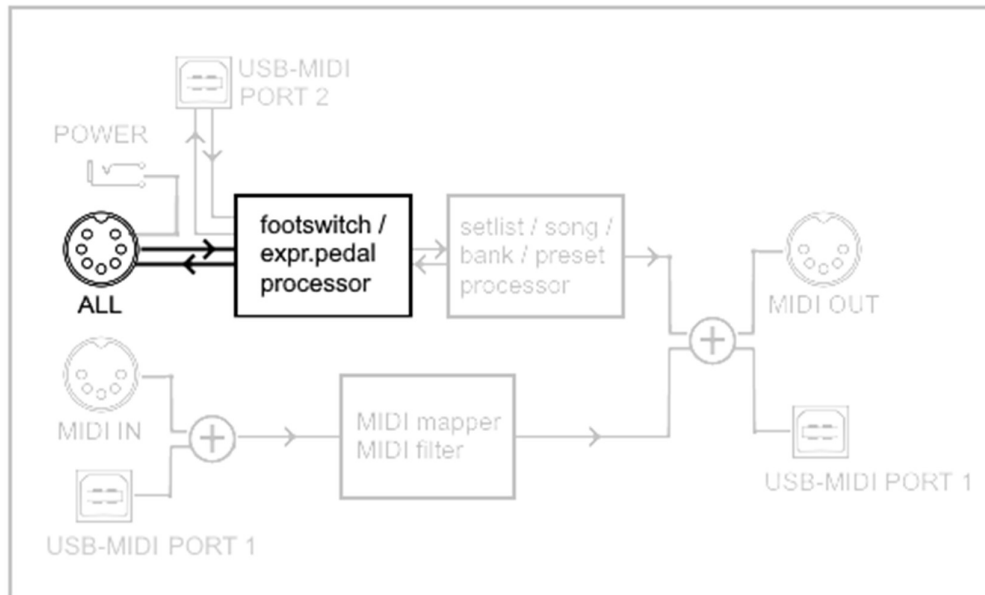 USB-MIDI
PORT 2
POWER
footswitch /
expr.pedal
processor
setlist / song /
bank / preset
processor
ALL
MIDI OUT
MIDI IN
MIDI mapper
MIDI filter
USB-MIDI PORT 1
USB-MIDI PORT 1